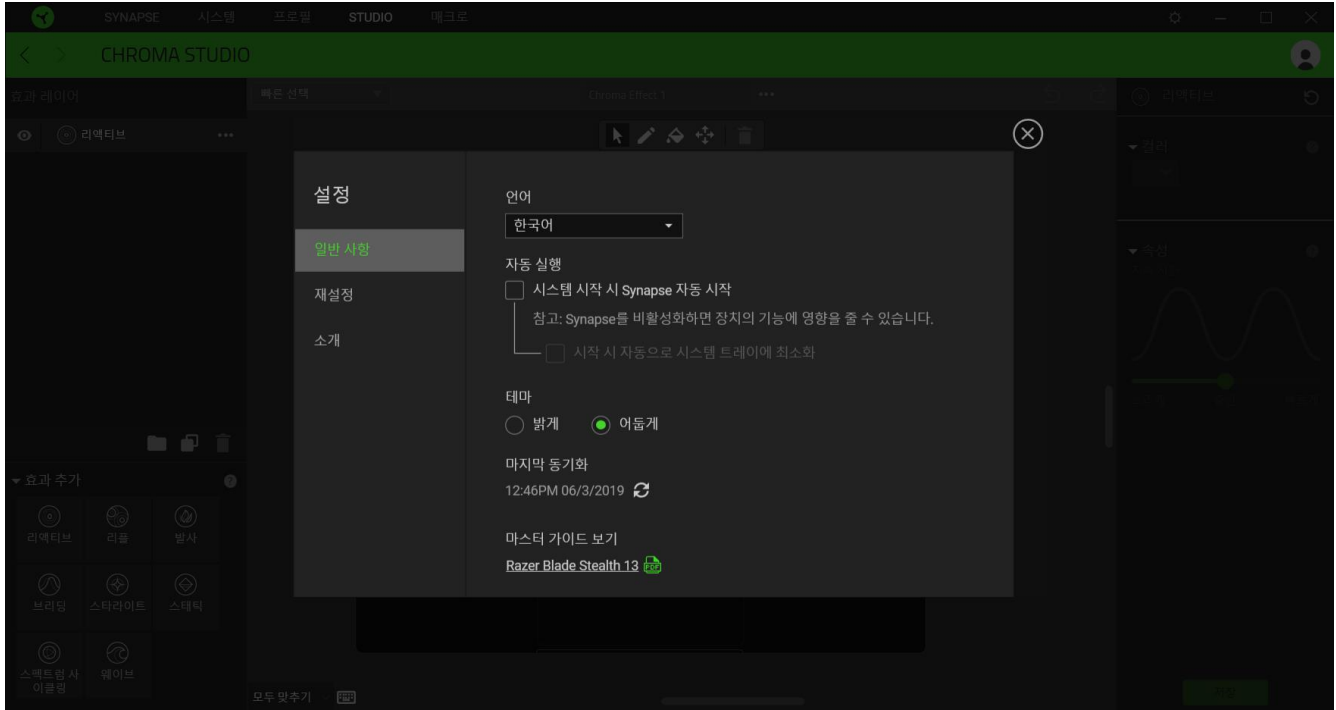 SYNAPSE 시스템 프로필 STUDIO 매크로
CHROMA STUDIO
효과 레이어
빠른 선택
Chroma Effect 1
리액티브
리액티브
컬러
속성
설정
일반 사항
재설정
소개
언어
한국어
자동 실행
시스템 시작 시 Synapse 자동 시작
참고: Synapse를 비활성화하면 장치의 기능에 영향을 줄 수 있습니다.
시작 시 자동으로 시스템 트레이에 최소화
테마
밝게 어둡게
마지막 동기화
12:46PM 06/3/2019
마스터 가이드 보기
Razer Blade Stealth 13
PDF
효과 추가
리액티브 리플 발사
브리딩 스타라이트 스태틱
스펙트럼 사
이클링
웨이브
모두 맞추기